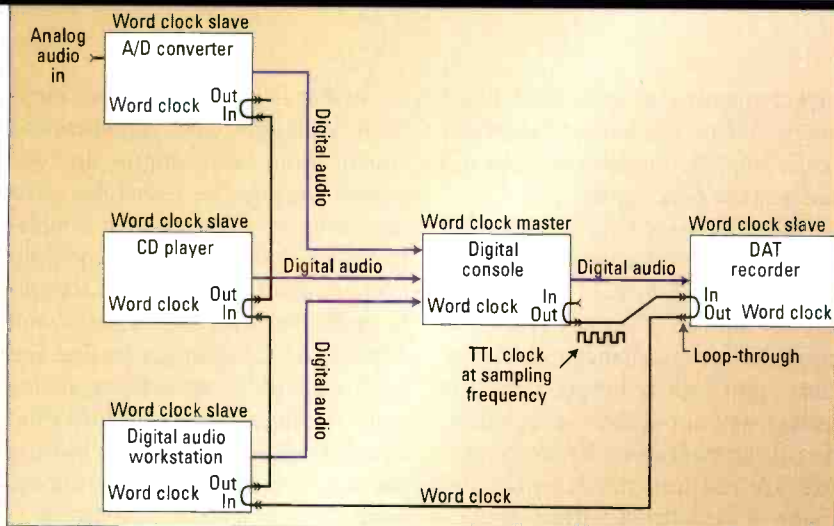 Word clock slave
Analog
audio
in
A/D converter
Word clock
Out
In
Digital audio
Word clock slave
CD player
Word clock
Out
In
Digital audio
Word clock master
Digital
console
Word clock
In
Out
Digital audio
Word clock slave
DAT
recorder
In
Out
Word clock
TTL clock
at sampling
frequency
Loop-through
Digital audio
Word clock slave
Digital audio
workstation
Word clock
Out
In
Word clock